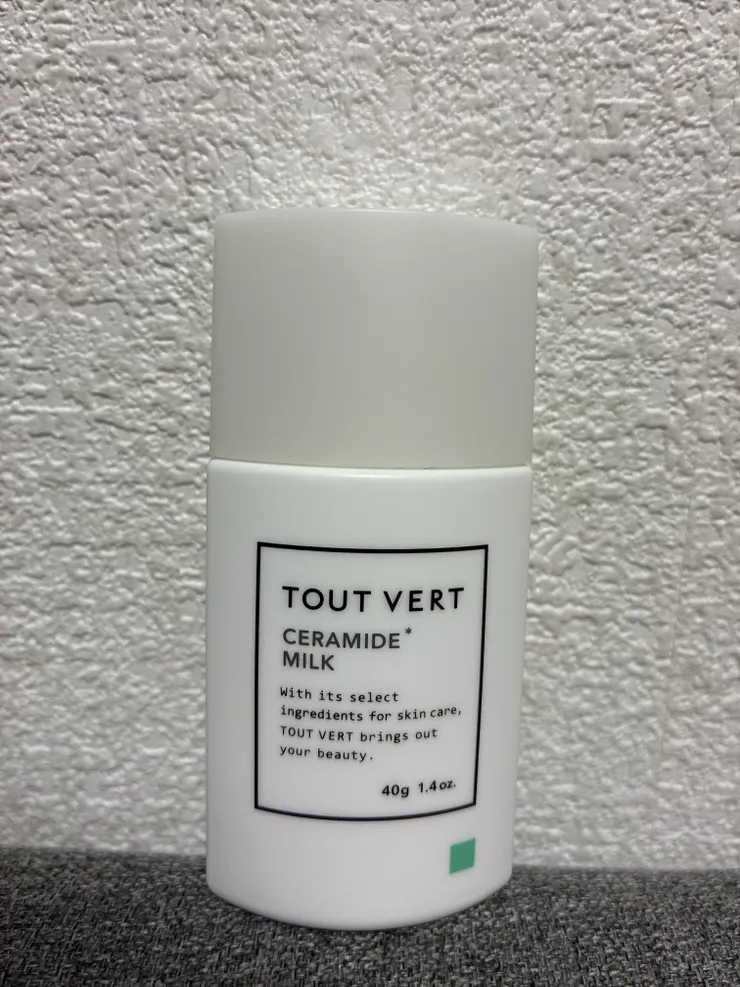 TOUT VERT
CERAMIDE*
MILK
With its select
ingredients for skin care,
TOUT VERT brings out
your beauty.
40g 1.4oz.